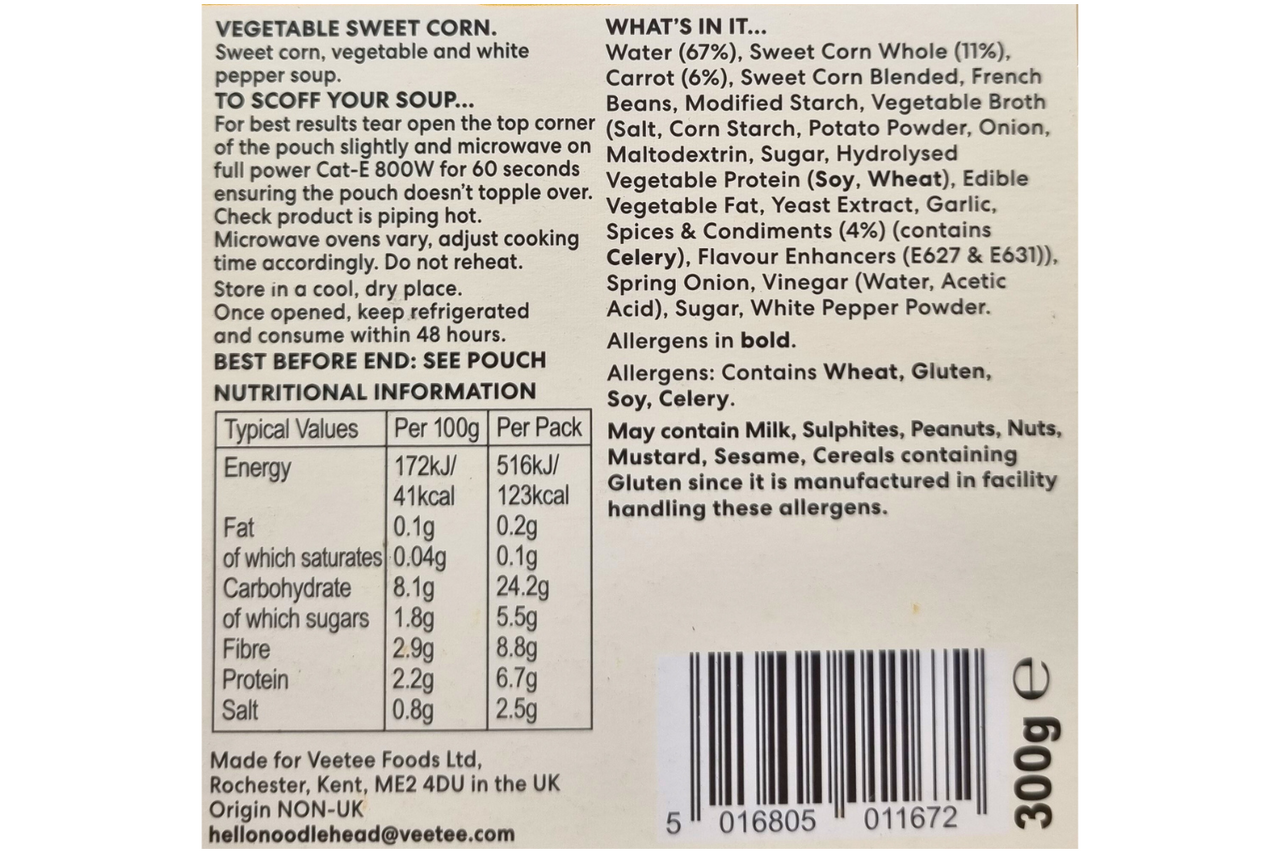 VEGETABLE SWEET CORN.
Sweet corn, vegetable and white
pepper soup.
TO SCOFF YOUR SOUP...
For best results tear open the top corner
of the pouch slightly and microwave on
full power Cat-E 800W for 60 seconds
ensuring the pouch doesn't topple over.
Check product is piping hot.
Microwave ovens vary, adjust cooking
time accordingly. Do not reheat.
Store in a cool, dry place.
Once opened, keep refrigerated
and consume within 48 hours.
BEST BEFORE END: SEE POUCH
NUTRITIONAL INFORMATION
Typical Values Per 100g Per Pack
Energy 172kJ/ 516kJ/
41kcal 123kcal
Fat 0.1g 0.2g
of which saturates 0.04g 0.1g
Carbohydrate 8.1g 24.2g
of which sugars 1.8g 5.5g
Fibre 2.9g 8.8g
Protein 2.2g 6.7g
Salt 0.8g 2.5g
Made for Veetee Foods Ltd,
Rochester, Kent, ME2 4DU in the UK
Origin NON-UK
hellonoodlehead@veetee.com
WHAT'S IN IT...
Water (67%), Sweet Corn Whole (11%),
Carrot (6%), Sweet Corn Blended, French
Beans, Modified Starch, Vegetable Broth
(Salt, Corn Starch, Potato Powder, Onion,
Maltodextrin, Sugar, Hydrolysed
Vegetable Protein (Soy, Wheat), Edible
Vegetable Fat, Yeast Extract, Garlic,
Spices & Condiments (4%) (contains
Celery), Flavour Enhancers (E627 & E631)),
Spring Onion, Vinegar (Water, Acetic
Acid), Sugar, White Pepper Powder.
Allergens in bold.
Allergens: Contains Wheat, Gluten,
Soy, Celery.
May contain Milk, Sulphites, Peanuts, Nuts,
Mustard, Sesame, Cereals containing
Gluten since it is manufactured in facility
handling these allergens.
5 016805 011672
300g e